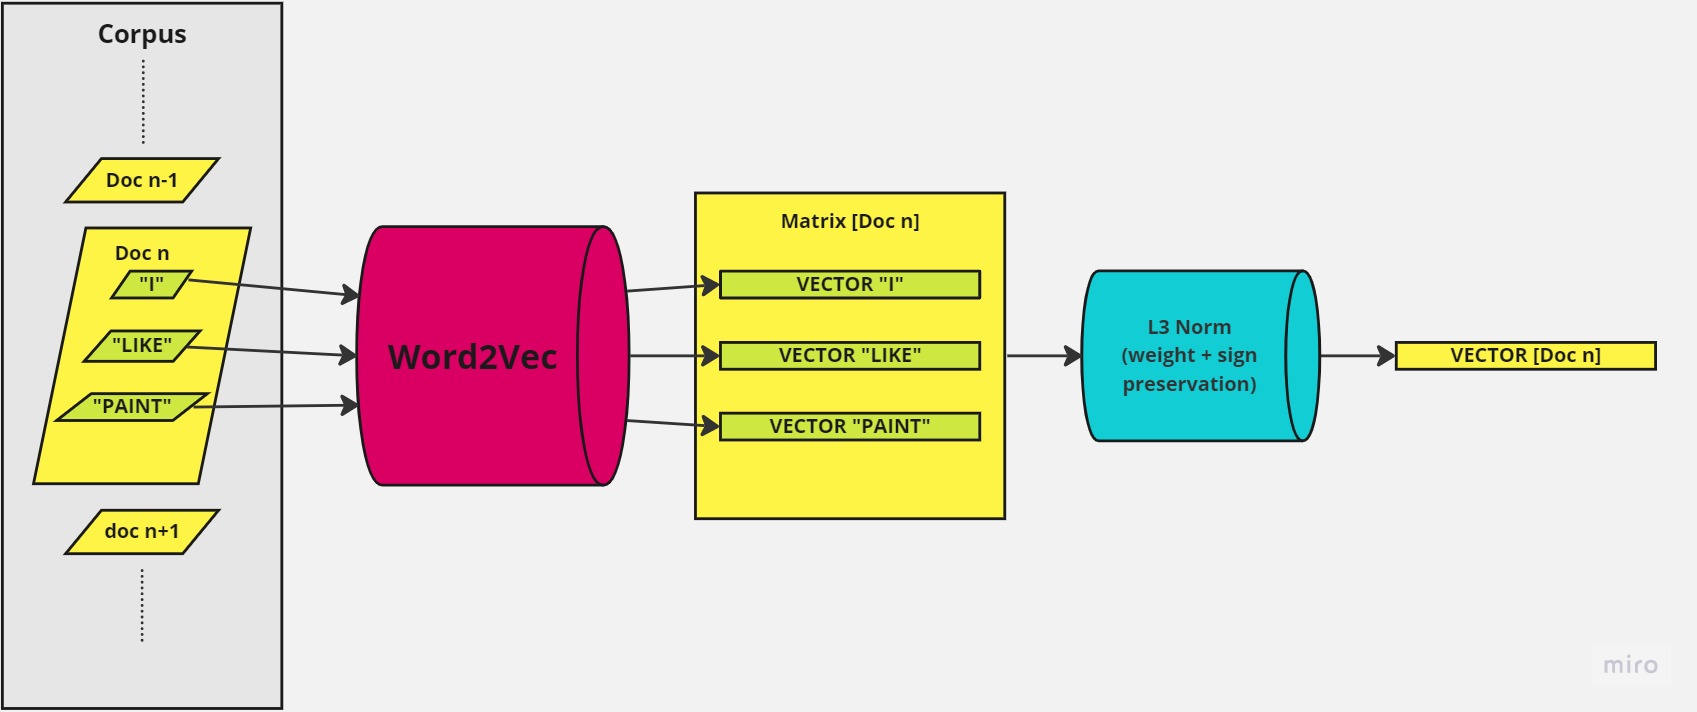 Corpus
Doc n-1
Doc n
"I"
"LIKE"
"PAINT"
doc n+1
Word2Vec
Matrix [Doc n]
VECTOR "I"
VECTOR "LIKE"
VECTOR "PAINT"
L3 Norm
(weight + sign
preservation)
VECTOR [Doc n]
miro